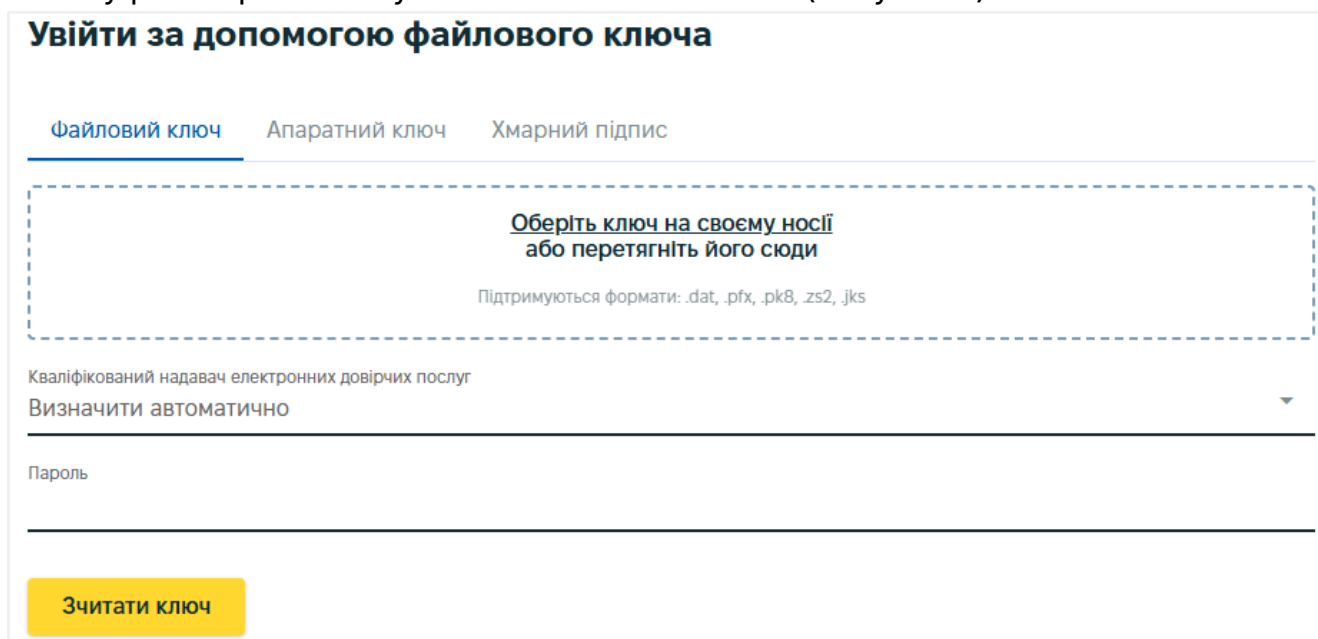 Увійти за допомогою файлового ключа
Файловий ключ Апаратний ключ Хмарний підпис
Оберіть ключ на своєму носії
або перетягніть його сюди
Підтримуються формати: .dat, .pfx, .pk8, .zs2, .jks
Кваліфікований надавач електронних довірчих послуг
Визначити автоматично
Пароль
Зчитати ключ